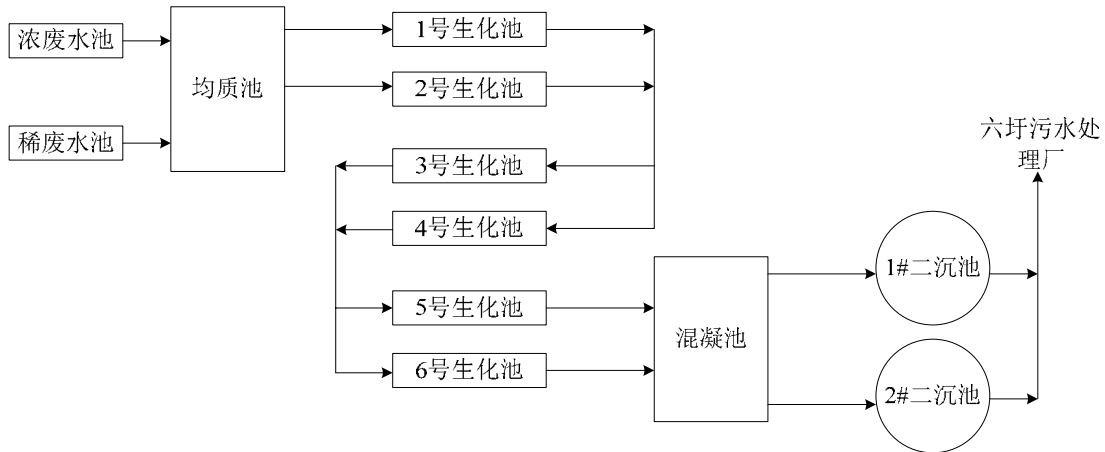 浓废水池
稀废水池
均质池
1号生化池
2号生化池
3号生化池
4号生化池
5号生化池
6号生化池
混凝池
1#二沉池
2#二沉池
六圩污水处
理厂